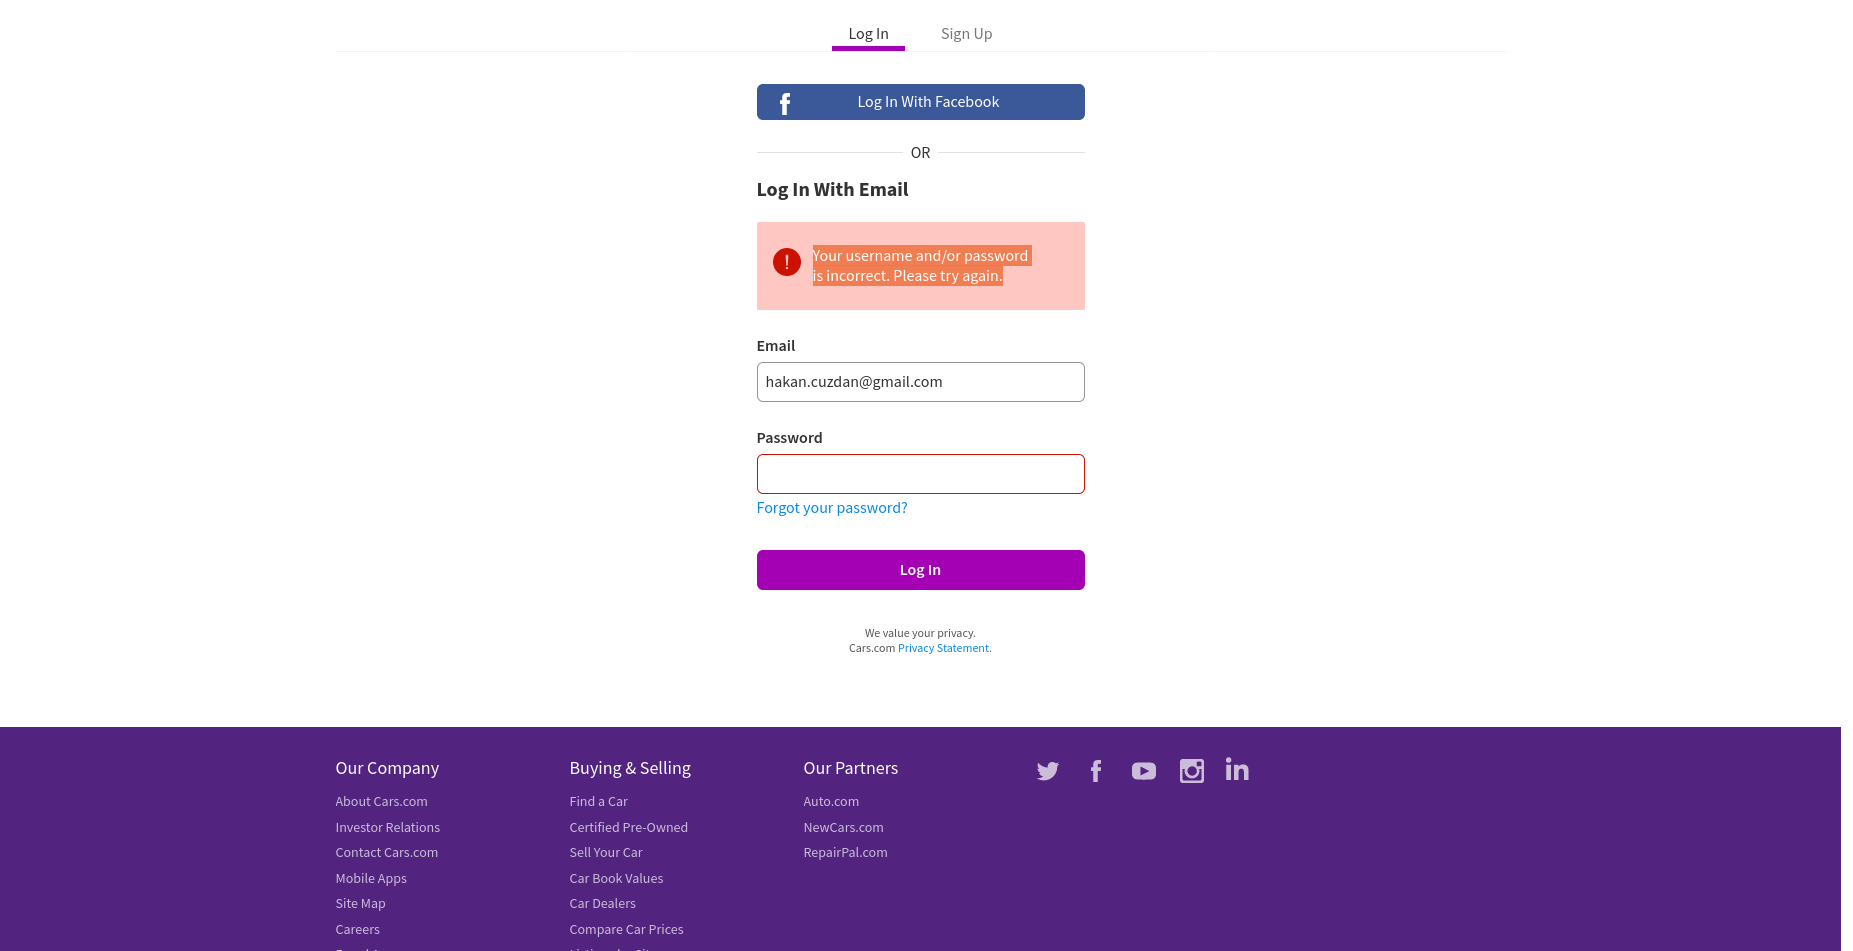 Log In
Sign Up
Log In With Facebook
OR
Log In With Email
Your username and/or password
is incorrect. Please try again.
Email
hakan.cuzdan@gmail.com
Password
Forgot your password?
Log In
We value your privacy.
Cars.com Privacy Statement.
Our Company
About Cars.com
Investor Relations
Contact Cars.com
Mobile Apps
Site Map
Careers
Buying & Selling
Find a Car
Certified Pre-Owned
Sell Your Car
Car Book Values
Car Dealers
Compare Car Prices
Our Partners
Auto.com
NewCars.com
RepairPal.com